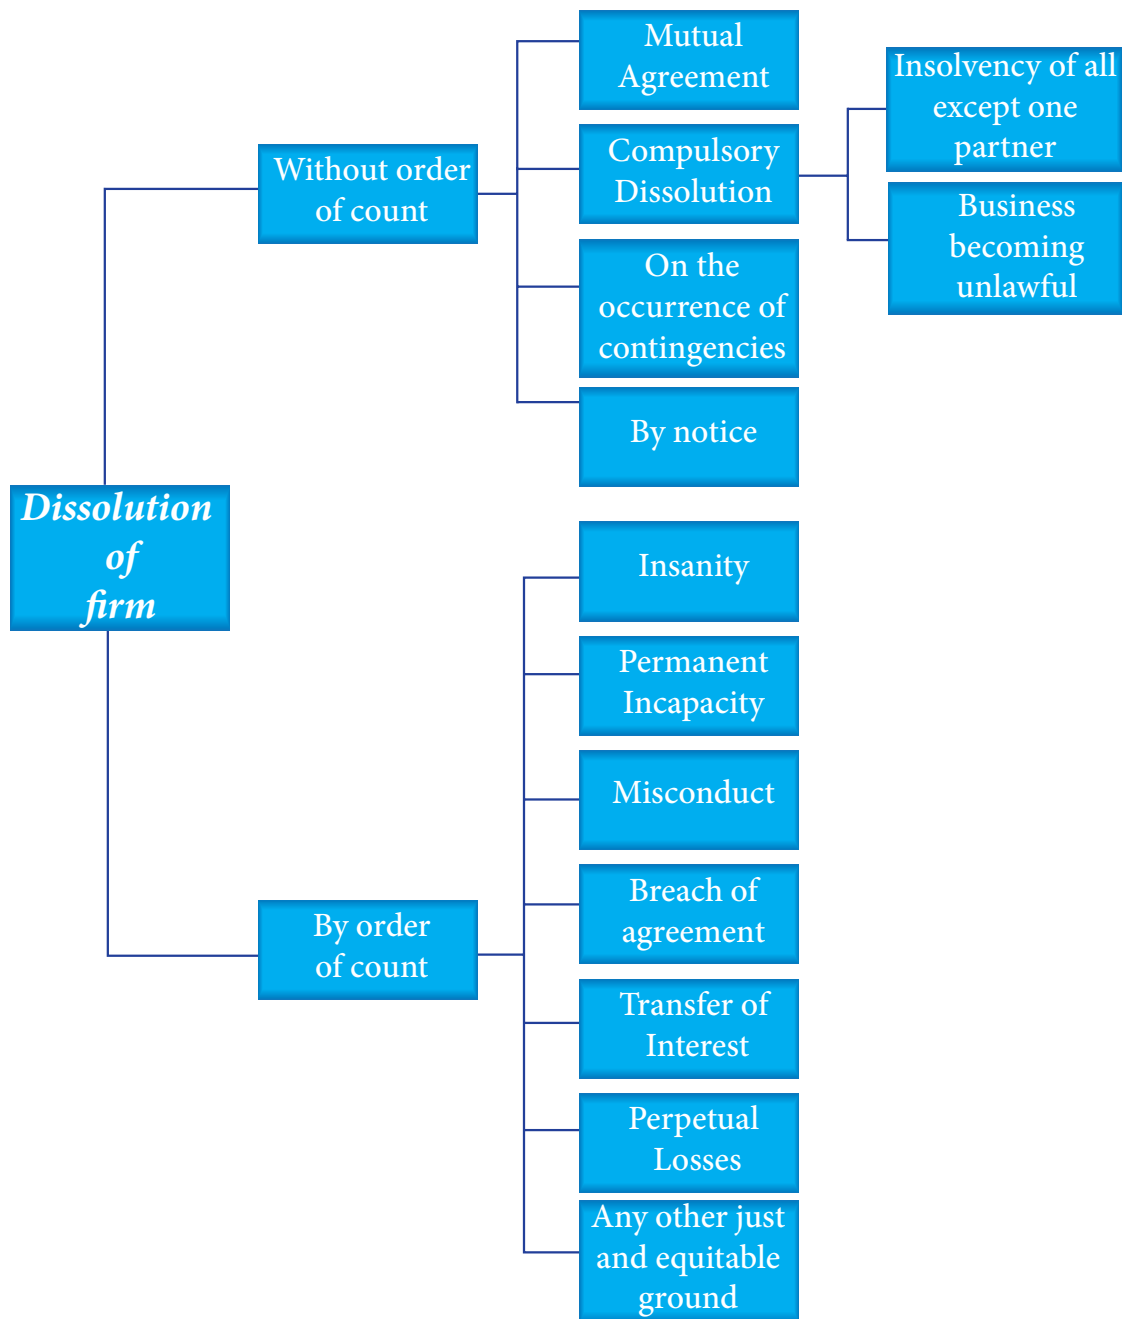 Dissolution
of
firm
Without order
of count
Mutual
Agreement
Compulsory
Dissolution
Insolvency of all
except one
partner
Business
becoming
unlawful
On the
occurrence of
contingencies
By notice
By order
of count
Insanity
Permanent
Incapacity
Misconduct
Breach of
agreement
Transfer of
Interest
Perpetual
Losses
Any other just
and equitable
ground